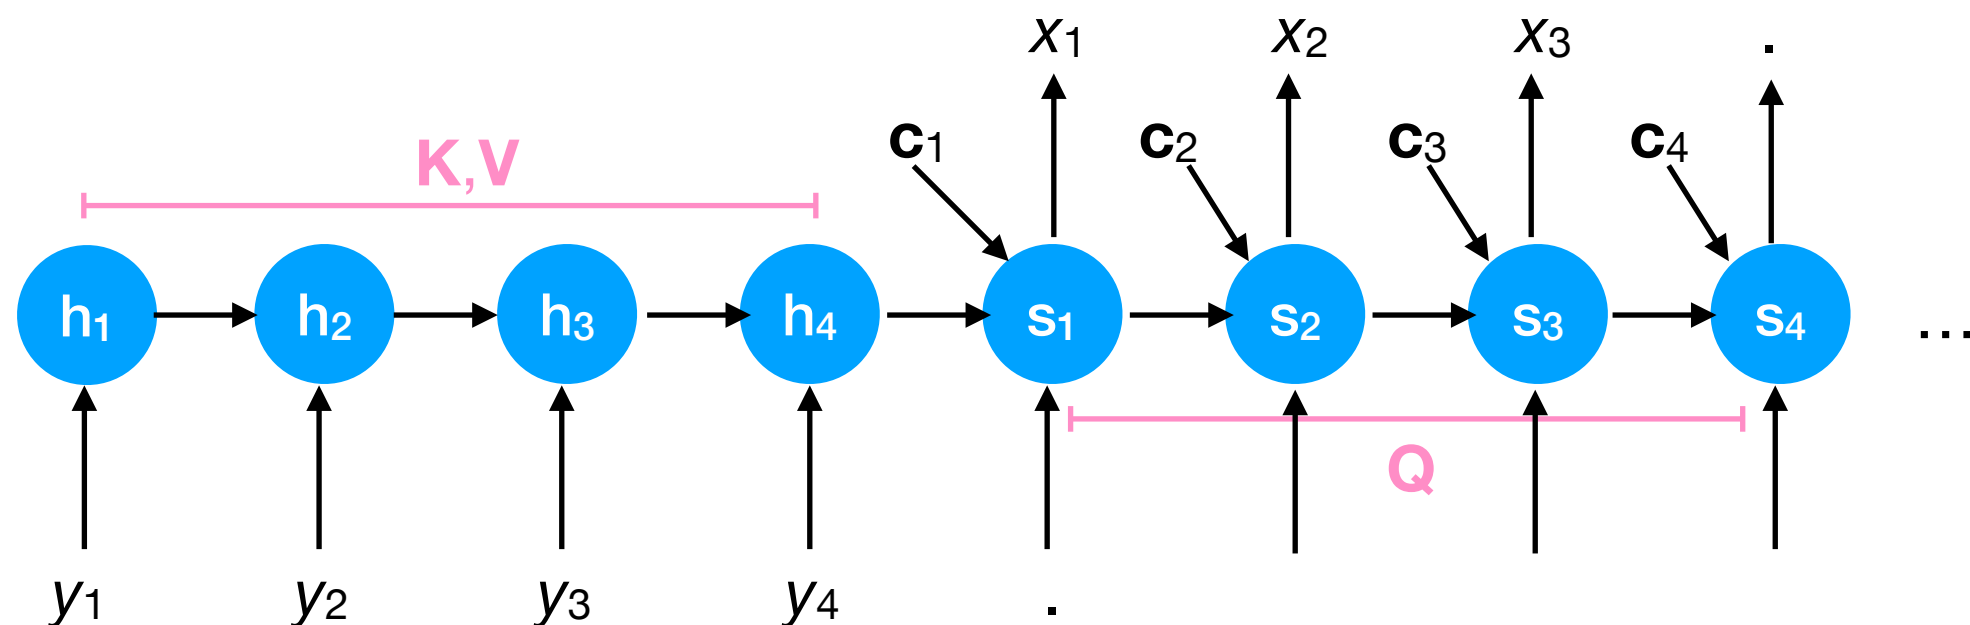 x1 x2 x3 .
c1 c2 c3 c4
K,V
h1 h2 h3 h4 s1 s2 s3 s4 ...
Q
y1 y2 y3 y4 .